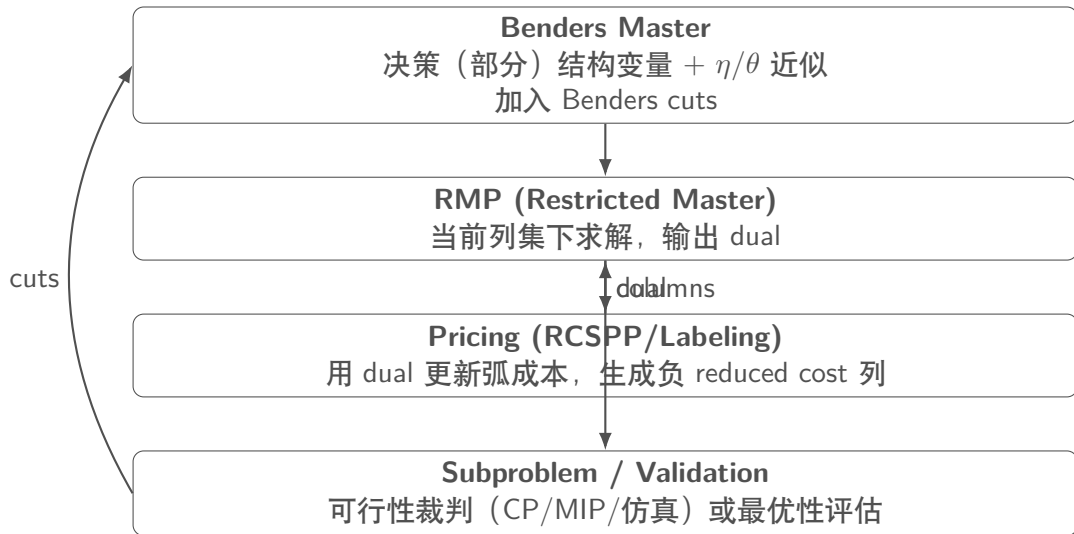 Benders Master
决策（部分）结构变量 + η/θ 近似
加入 Benders cuts
RMP (Restricted Master)
当前列集下求解，输出 dual
cuts
dual
columns
Pricing (RCSPP/Labeling)
用 dual 更新弧成本，生成负 reduced cost 列
Subproblem / Validation
可行性裁判（CP/MIP/仿真）或最优性评估